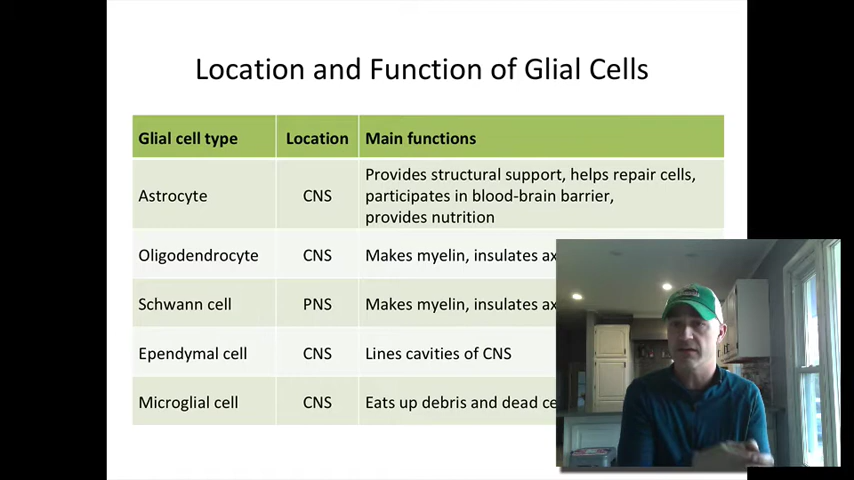 Location and Function of Glial Cells
Glial cell type Location Main functions
Astrocyte CNS Provides structural support, helps repair cells,
participates in blood-brain barrier,
provides nutrition
Oligodendrocyte CNS Makes myelin, insulates ax
Schwann cell PNS Makes myelin, insulates ax
Ependymal cell CNS Lines cavities of CNS
Microglial cell CNS Eats up debris and dead ce